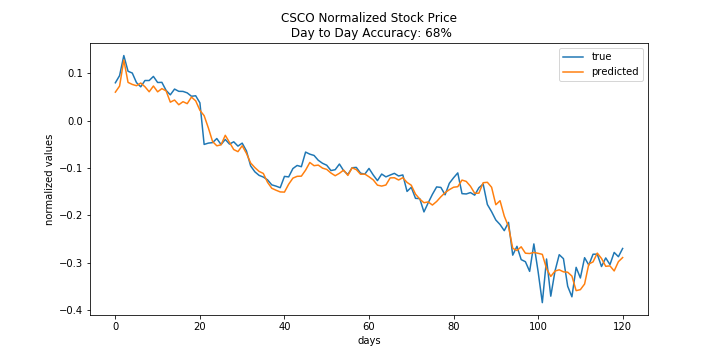 CSCO Normalized Stock Price
Day to Day Accuracy: 68%
true
predicted
normalized values
0.1
0.0
−0.1
−0.2
−0.3
−0.4
0 20 40 60 80 100 120
days